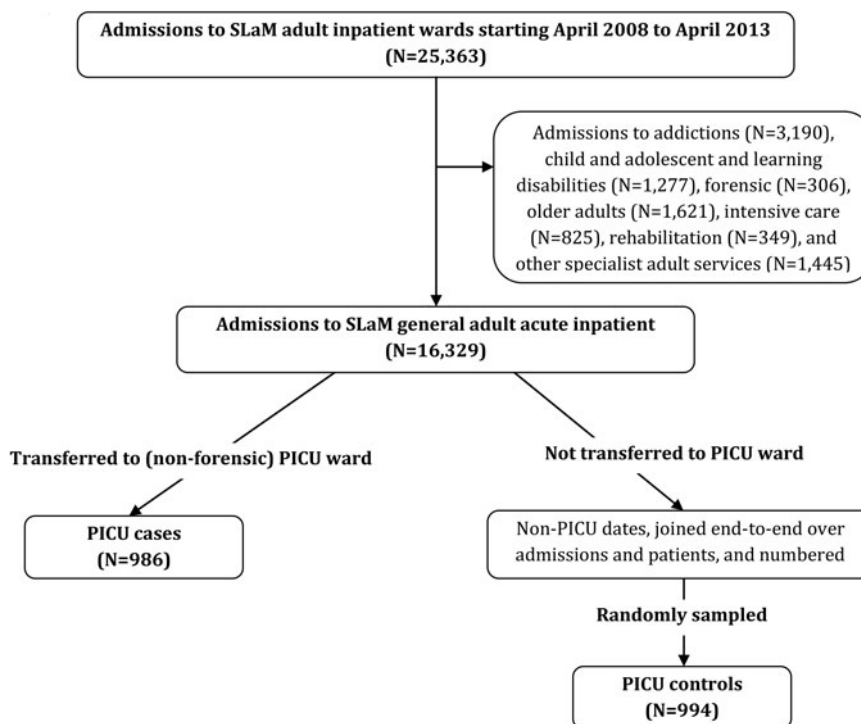 Admissions to SLaM adult inpatient wards starting April 2008 to April 2013
(N=25,363)
Admissions to addictions (N=3,190),
child and adolescent and learning
disabilities (N=1,277), forensic (N=306),
older adults (N=1,621), intensive care
(N=825), rehabilitation (N=349), and
other specialist adult services (N=1,445)
Admissions to SLaM general adult acute inpatient
(N=16,329)
Transferred to (non-forensic) PICU ward
Not transferred to PICU ward
PICU cases
(N=986)
Non-PICU dates, joined end-to-end over
admissions and patients, and numbered
Randomly sampled
PICU controls
(N=994)